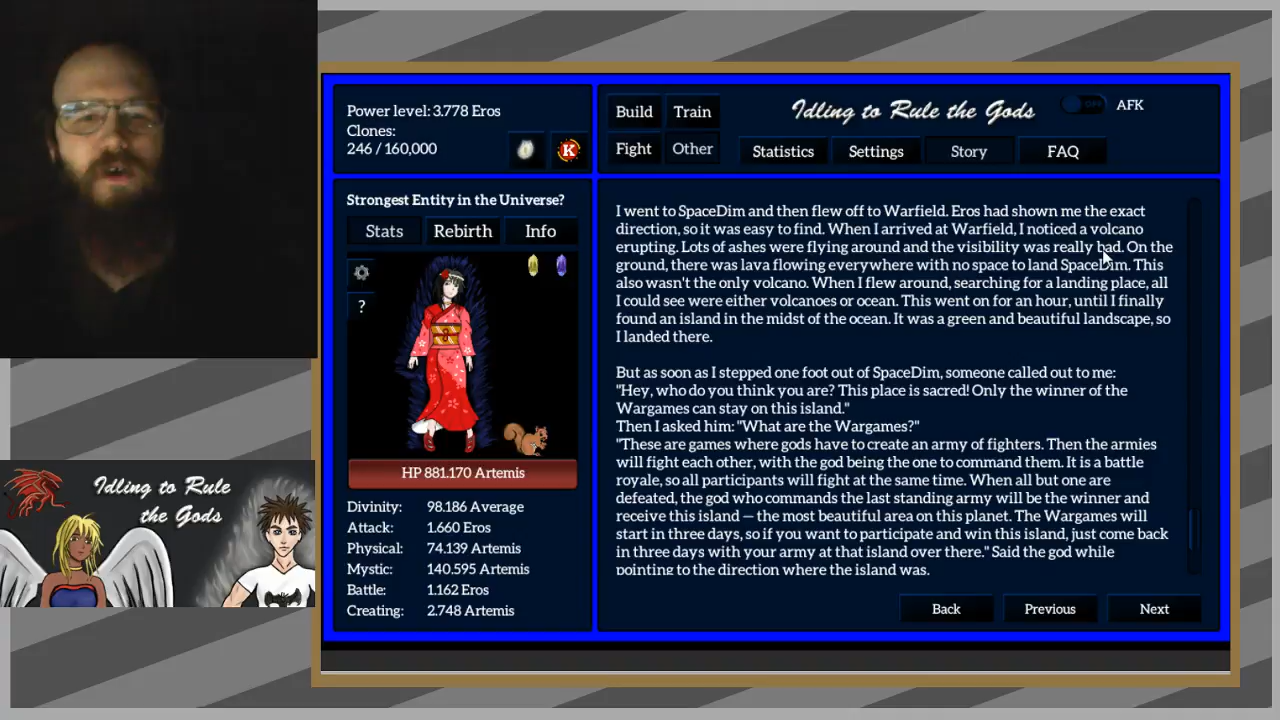 Power level: 3.778 Eros
Clones:
246 / 160,000
K
Build
Train
Fight
Other
Idling to Rule the Gods
OFF
AFK
Statistics
Settings
Story
FAQ
Strongest Entity in the Universe?
Stats
Rebirth
Info
?
HP 881.170 Artemis
Divinity: 98.186 Average
Attack: 1.660 Eros
Physical: 74.139 Artemis
Mystic: 140.595 Artemis
Battle: 1.162 Eros
Creating: 2.748 Artemis
I went to SpaceDim and then flew off to Warfield. Eros had shown me the exact
direction, so it was easy to find. When I arrived at Warfield, I noticed a volcano
erupting. Lots of ashes were flying around and the visibility was really bad. On the
ground, there was lava flowing everywhere with no space to land SpaceDim. This
also wasn't the only volcano. When I flew around, searching for a landing place, all
I could see were either volcanoes or ocean. This went on for an hour, until I finally
found an island in the midst of the ocean. It was a green and beautiful landscape, so
I landed there.
But as soon as I stepped one foot out of SpaceDim, someone called out to me:
"Hey, who do you think you are? This place is sacred! Only the winner of the
Wargames can stay on this island."
Then I asked him: "What are the Wargames?"
"These are games where gods have to create an army of fighters. Then the armies
will fight each other, with the god being the one to command them. It is a battle
royale, so all participants will fight at the same time. When all but one are
defeated, the god who commands the last standing army will be the winner and
receive this island — the most beautiful area on this planet. The Wargames will
start in three days, so if you want to participate and win this island, just come back
in three days with your army at that island over there." Said the god while
pointing to the direction where the island was.
Back
Previous
Next
Idling to Rule
the Gods